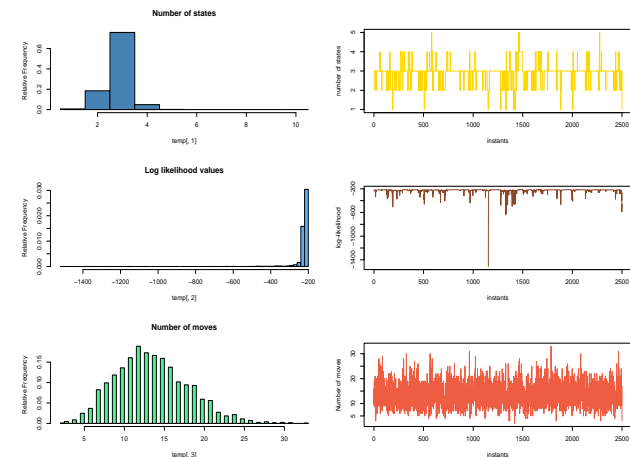 Number of states
Relative Frequency
0.0 0.2 0.4 0.6
2 4 6 8 10
temp[, 1]
number of states
1 2 3 4 5
0 500 1000 1500 2000 2500
instants
Log likelihood values
Relative Frequency
0.000 0.010 0.020 0.030
−1400 −1200 −1000 −800 −600 −400 −200
temp[, 2]
log-likelihood
−1400 −1000 −600 −200
0 500 1000 1500 2000 2500
instants
Number of moves
Relative Frequency
0.00 0.05 0.10 0.15
5 10 15 20 25 30
temp[, 3]
Number of moves
5 10 20 30
0 500 1000 1500 2000 2500
instants